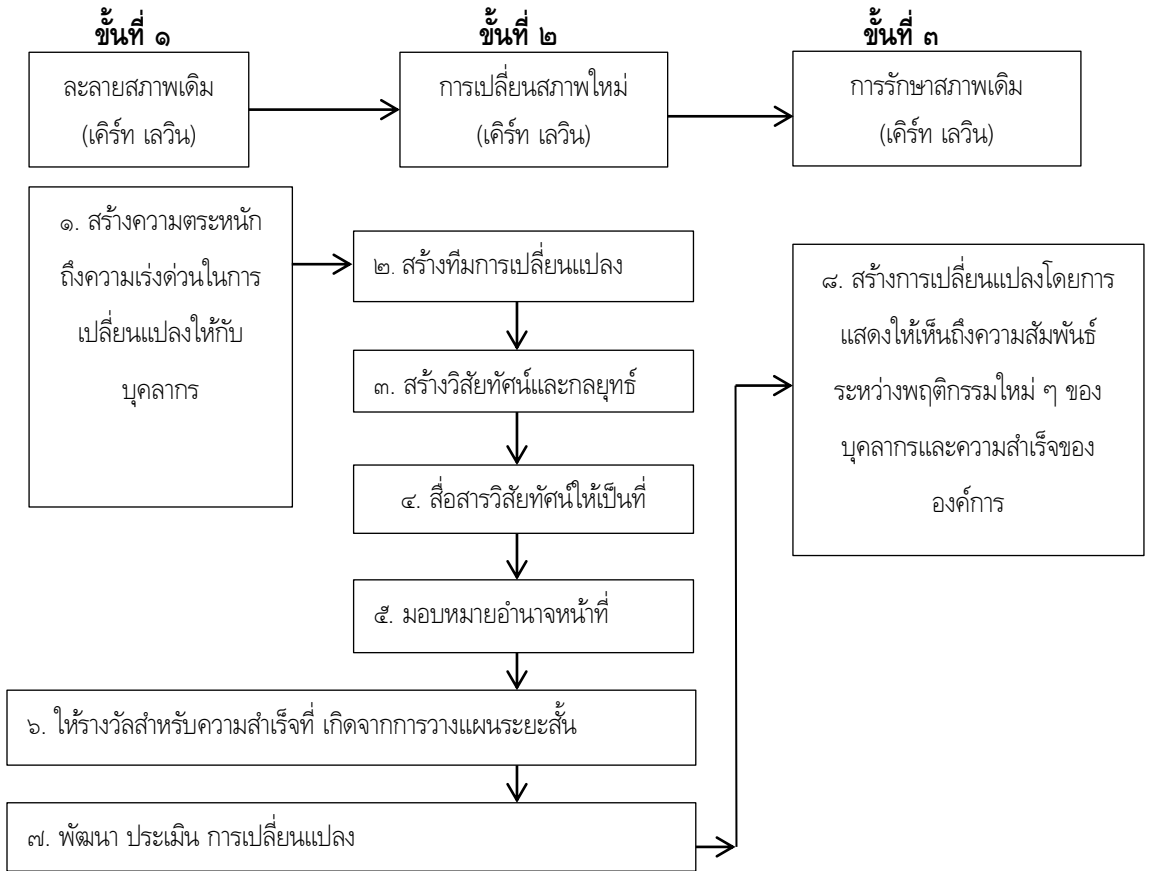 ขั้นที่ ๑
ขั้นที่ ๒
ขั้นที่ ๓
ละลายสภาพเดิม
(เคิร์ท เลวิน)
การเปลี่ยนสภาพใหม่
(เคิร์ท เลวิน)
การรักษาสภาพเดิม
(เคิร์ท เลวิน)
๑. สร้างความตระหนัก
ถึงความเร่งด่วนในการ
เปลี่ยนแปลงให้กับ
บุคลากร
๒. สร้างทีมการเปลี่ยนแปลง
๓. สร้างวิสัยทัศน์และกลยุทธ์
๔. สื่อสารวิสัยทัศน์ให้เป็นที่
๕. มอบหมายอำนาจหน้าที่
๖. ให้รางวัลสำหรับความสำเร็จที่ เกิดจากการวางแผนระยะสั้น
๗. พัฒนา ประเมิน การเปลี่ยนแปลง
๘. สร้างการเปลี่ยนแปลงโดยการ
แสดงให้เห็นถึงความสัมพันธ์
ระหว่างพฤติกรรมใหม่ ๆ ของ
บุคลากรและความสำเร็จของ
องค์การ